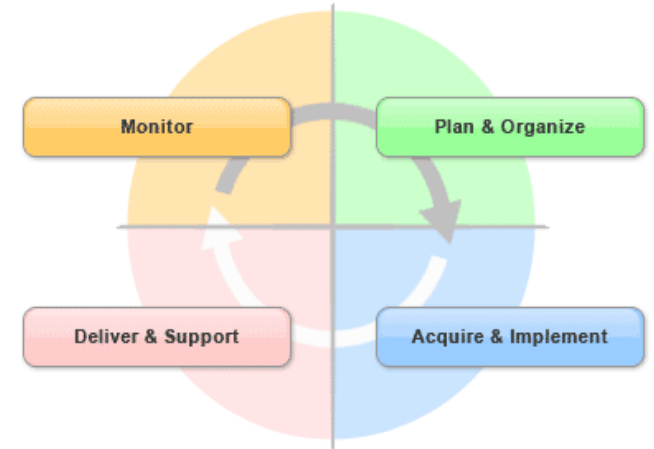 Monitor
Plan & Organize
Deliver & Support
Acquire & Implement